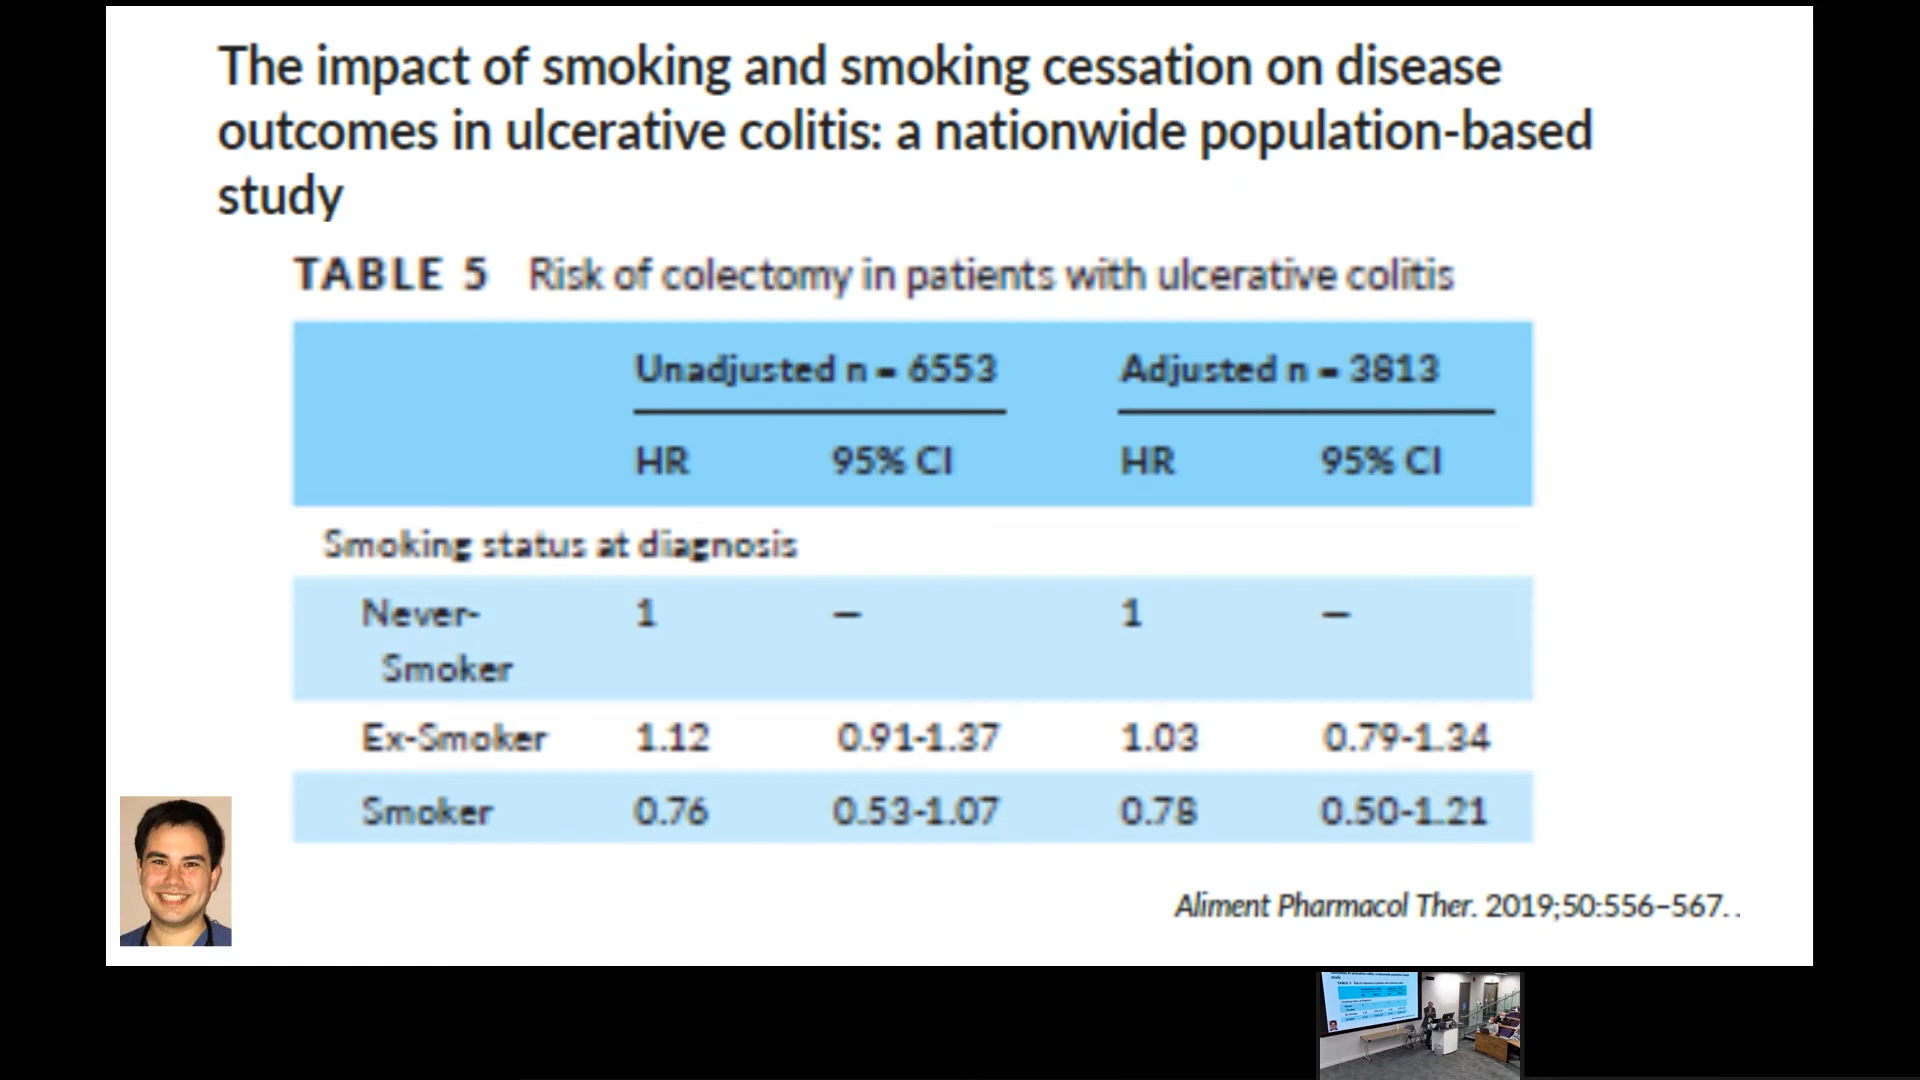 The impact of smoking and smoking cessation on disease
outcomes in ulcerative colitis: a nationwide population-based
study
TABLE 5 Risk of colectomy in patients with ulcerative colitis
Unadjusted n = 6553 Adjusted n = 3813
HR 95% CI HR 95% CI
Smoking status at diagnosis
Never- 1 — 1 —
Smoker
Ex-Smoker 1.12 0.91-1.37 1.03 0.79-1.34
Smoker 0.76 0.53-1.07 0.78 0.50-1.21
Aliment Pharmacol Ther. 2019;50:556–567. .